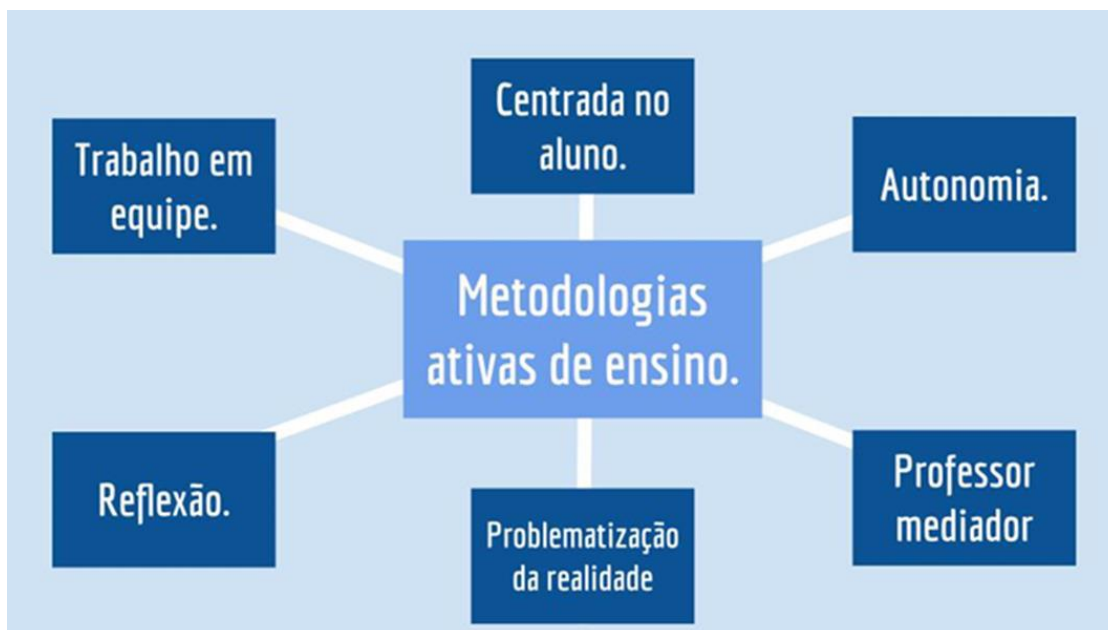 Centrada no
aluno.
Trabalho em
equipe.
Autonomia.
Metodologias
ativas de ensino.
Reflexão.
Problematização
da realidade
Professor
mediador